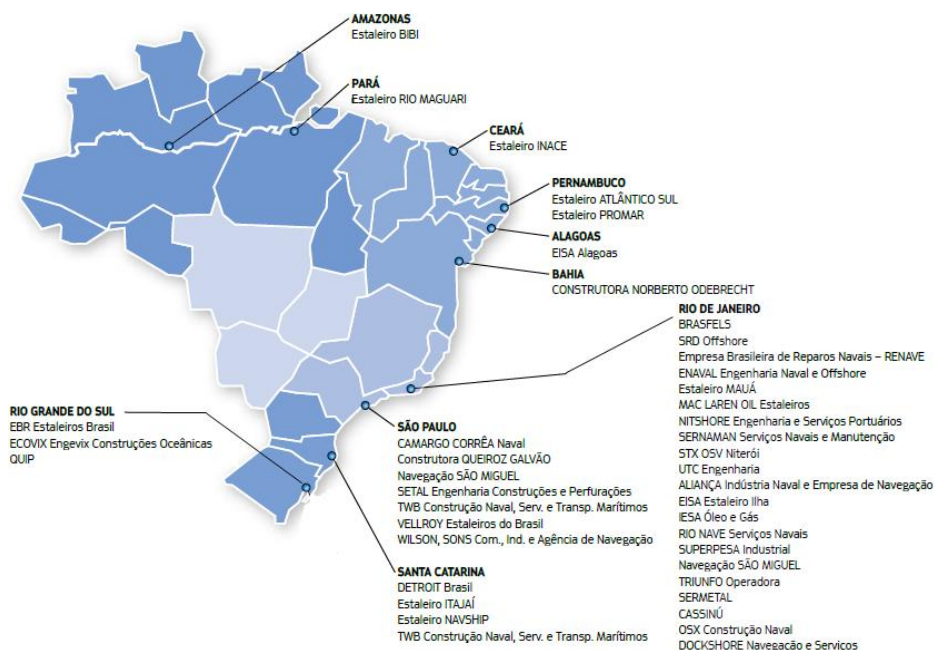 AMAZONAS
Estaleiro BIBI
PARÁ
Estaleiro RIO MAGUARI
CEARÁ
Estaleiro INACE
PERNAMBUCO
Estaleiro ATLÂNTICO SUL
Estaleiro PROMAR
ALAGOAS
EISA Alagoas
BAHIA
CONSTRUTORA NORBERTO ODEBRECHT
RIO DE JANEIRO
BRASFELS
SRD Offshore
Empresa Brasileira de Reparos Navais – RENAVE
ENAVAL Engenharia Naval e Offshore
Estaleiro MAUÁ
MAC LAREN OIL Estaleiros
NITSHORE Engenharia e Serviços Portuários
SERNAMAN Serviços Navais e Manutenção
STX OSV Niterói
UTC Engenharia
ALIANÇA Indústria Naval e Empresa de Navegação
EISA Estaleiro Ilha
IESA Óleo e Gás
RIO NAVE Serviços Navais
SUPERPESA Industrial
Navegação SÃO MIGUEL
TRIUNFO Operadora
SERMETAL
CASSINÚ
OSX Construção Naval
DOCKSHORE Navegação e Serviços
RIO GRANDE DO SUL
EBR Estaleiros Brasil
ECOVIX Engevix Construções Oceânicas
QUIP
SÃO PAULO
CAMARGO CORRÊA Naval
Construtora QUEIROZ GALVÃO
Navegação SÃO MIGUEL
SETAL Engenharia Construções e Perfurações
TWB Construção Naval, Serv. e Transp. Marítimos
VELLROY Estaleiros do Brasil
WILSON, SONS Com., Ind. e Agência de Navegação
SANTA CATARINA
DETROIT Brasil
Estaleiro ITAJAÍ
Estaleiro NAVSHIP
TWB Construção Naval, Serv. e Transp. Marítimos